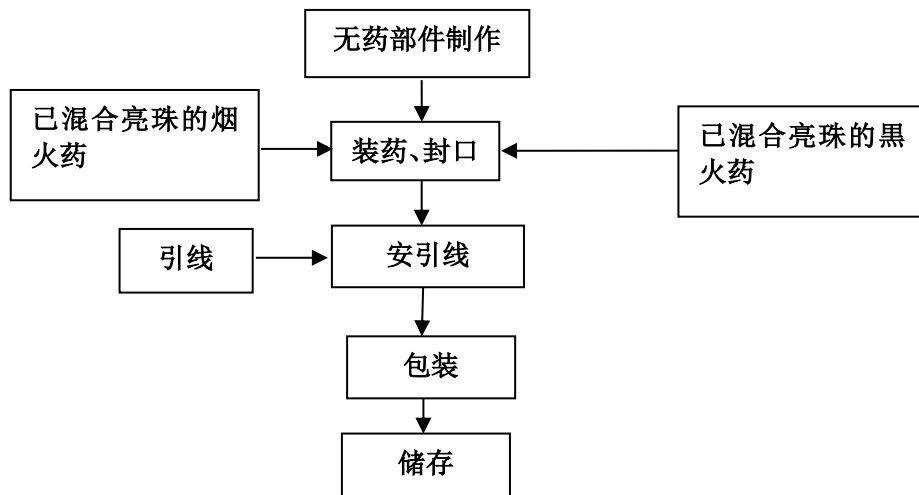 无药部件制作
已混合亮珠的烟
火药
装药、封口
已混合亮珠的黑
火药
引线
安引线
包装
储存